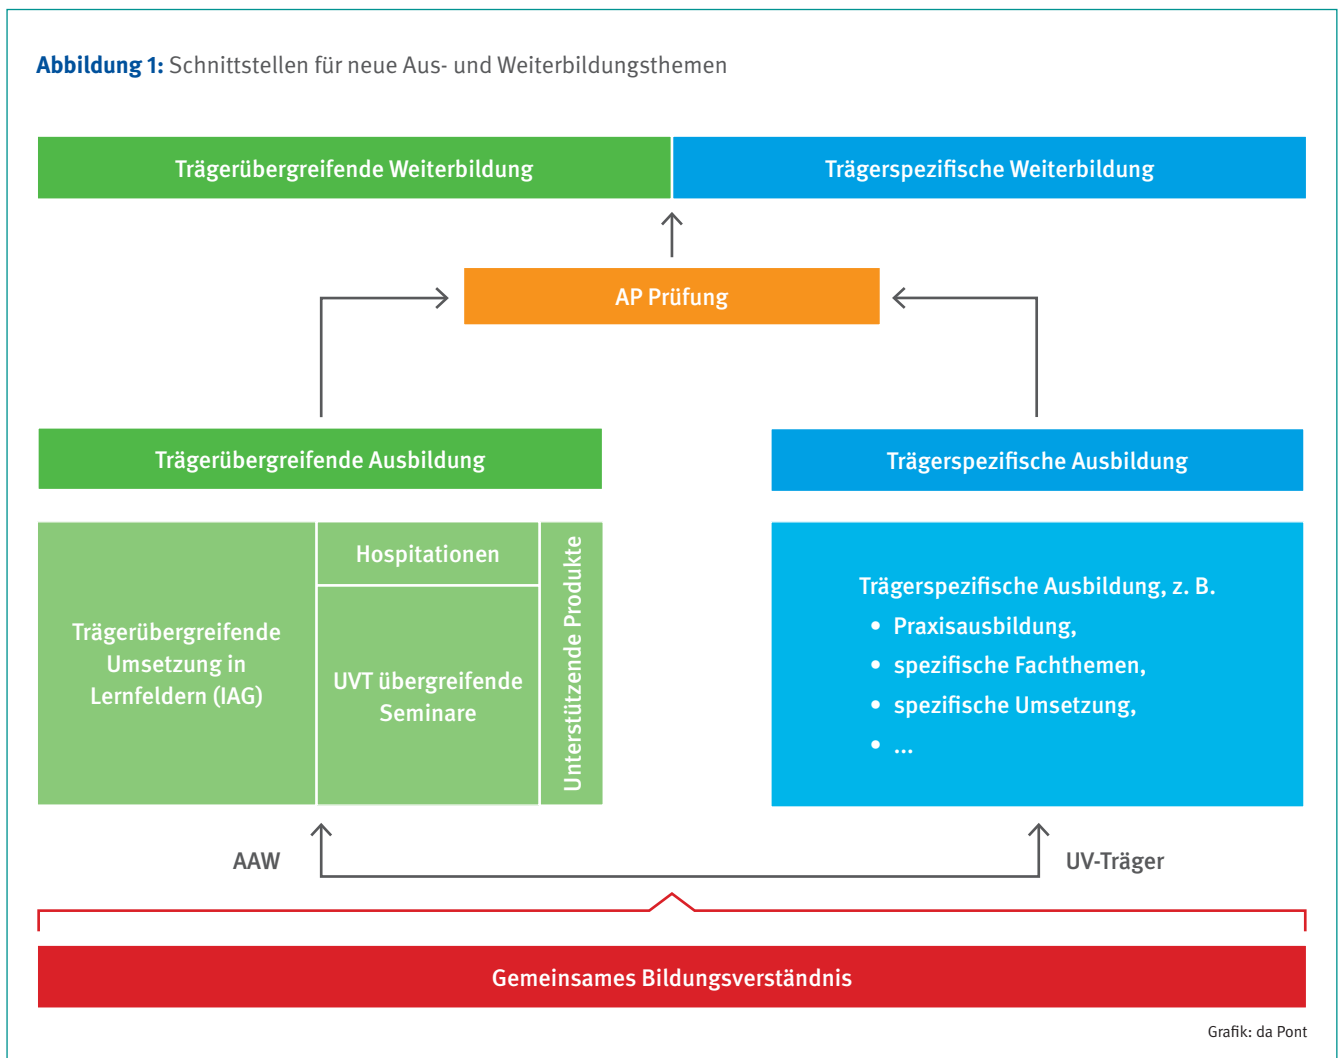 Abbildung 1: Schnittstellen für neue Aus- und Weiterbildungsthemen
Trägerübergreifende Weiterbildung
Trägerspezifische Weiterbildung
AP Prüfung
Trägerübergreifende Ausbildung
Trägerspezifische Ausbildung
Trägerübergreifende
Umsetzung in
Lernfeldern (IAG)
Hospitationen
UVT übergreifende
Seminare
Unterstützende Produkte
Trägerspezifische Ausbildung, z. B.
• Praxisausbildung,
• spezifische Fachthemen,
• spezifische Umsetzung,
• ...
AAW
UV-Träger
Gemeinsames Bildungsverständnis
Grafik: da Pont